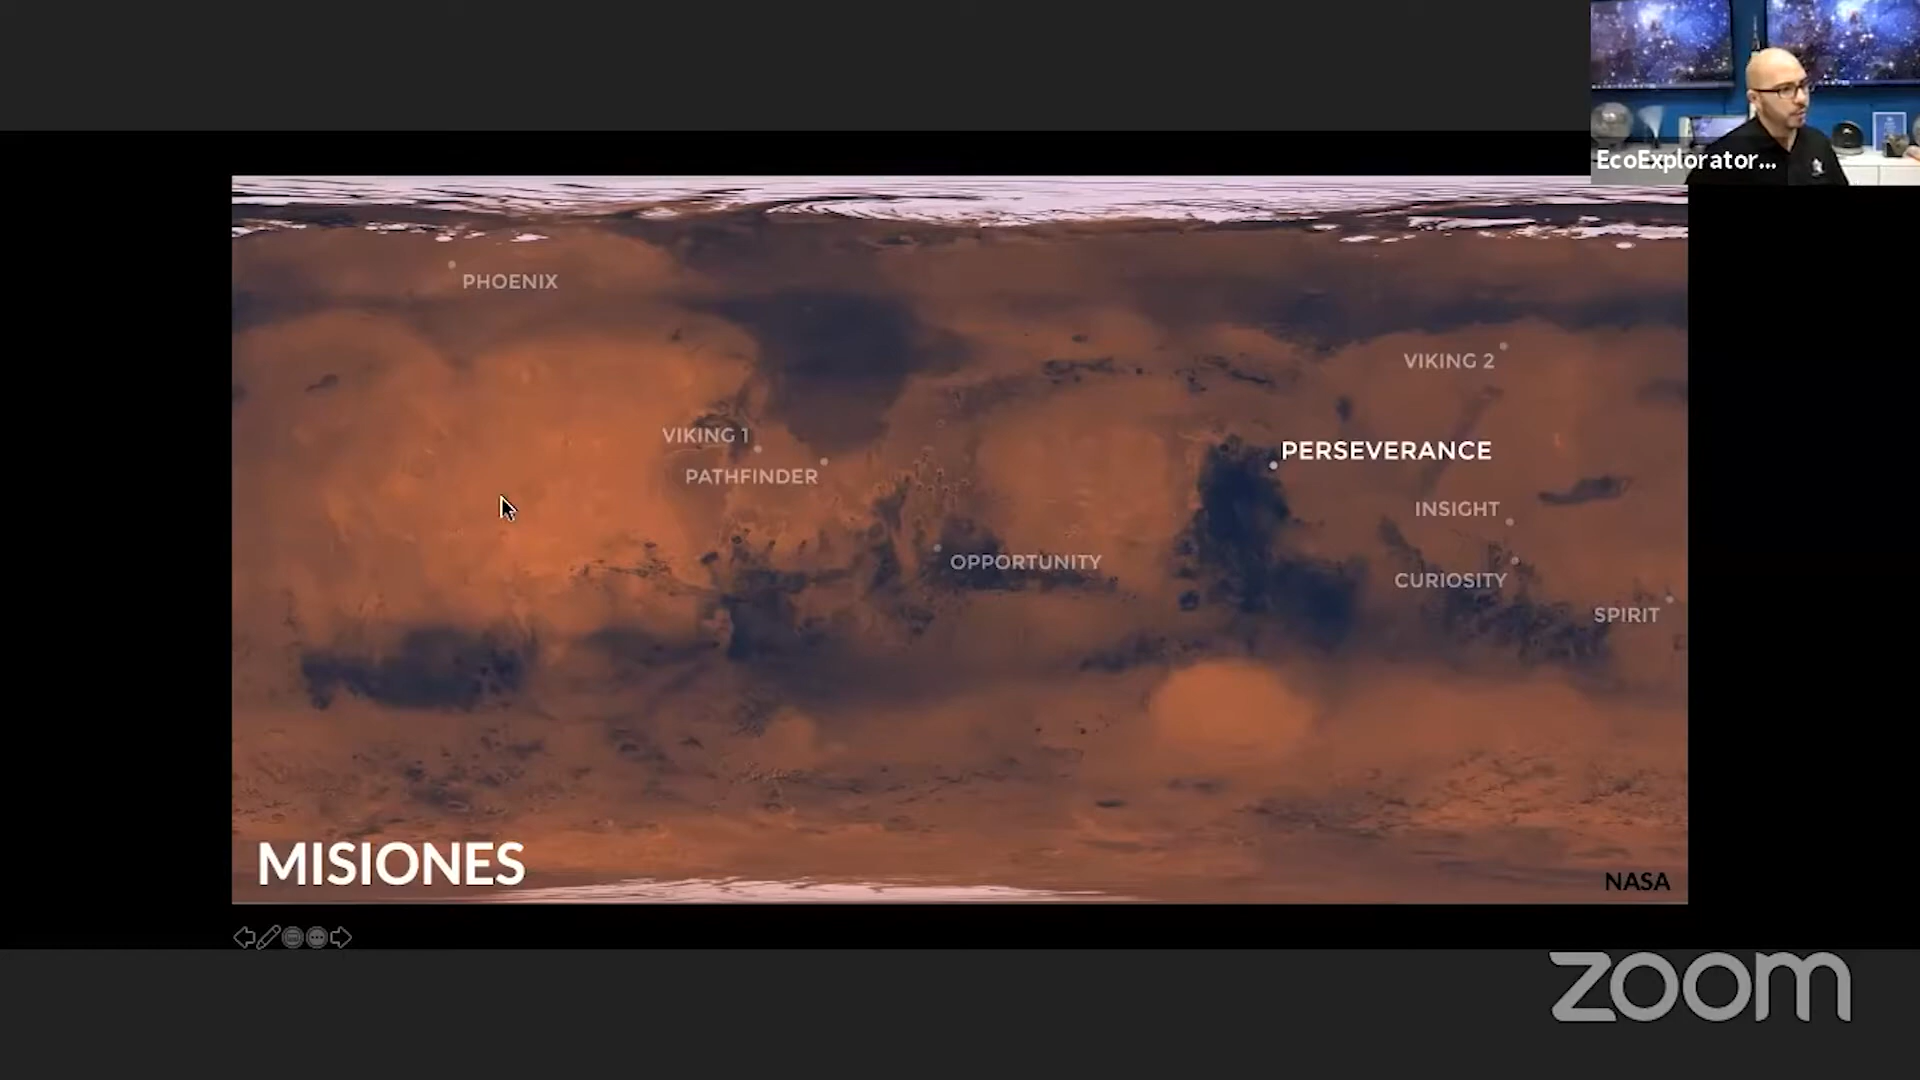 EcoExplorator...
PHOENIX
VIKING 2
VIKING 1
PERSEVERANCE
PATHFINDER
INSIGHT
OPPORTUNITY
CURIOSITY
SPIRIT
MISIONES
NASA
zoom